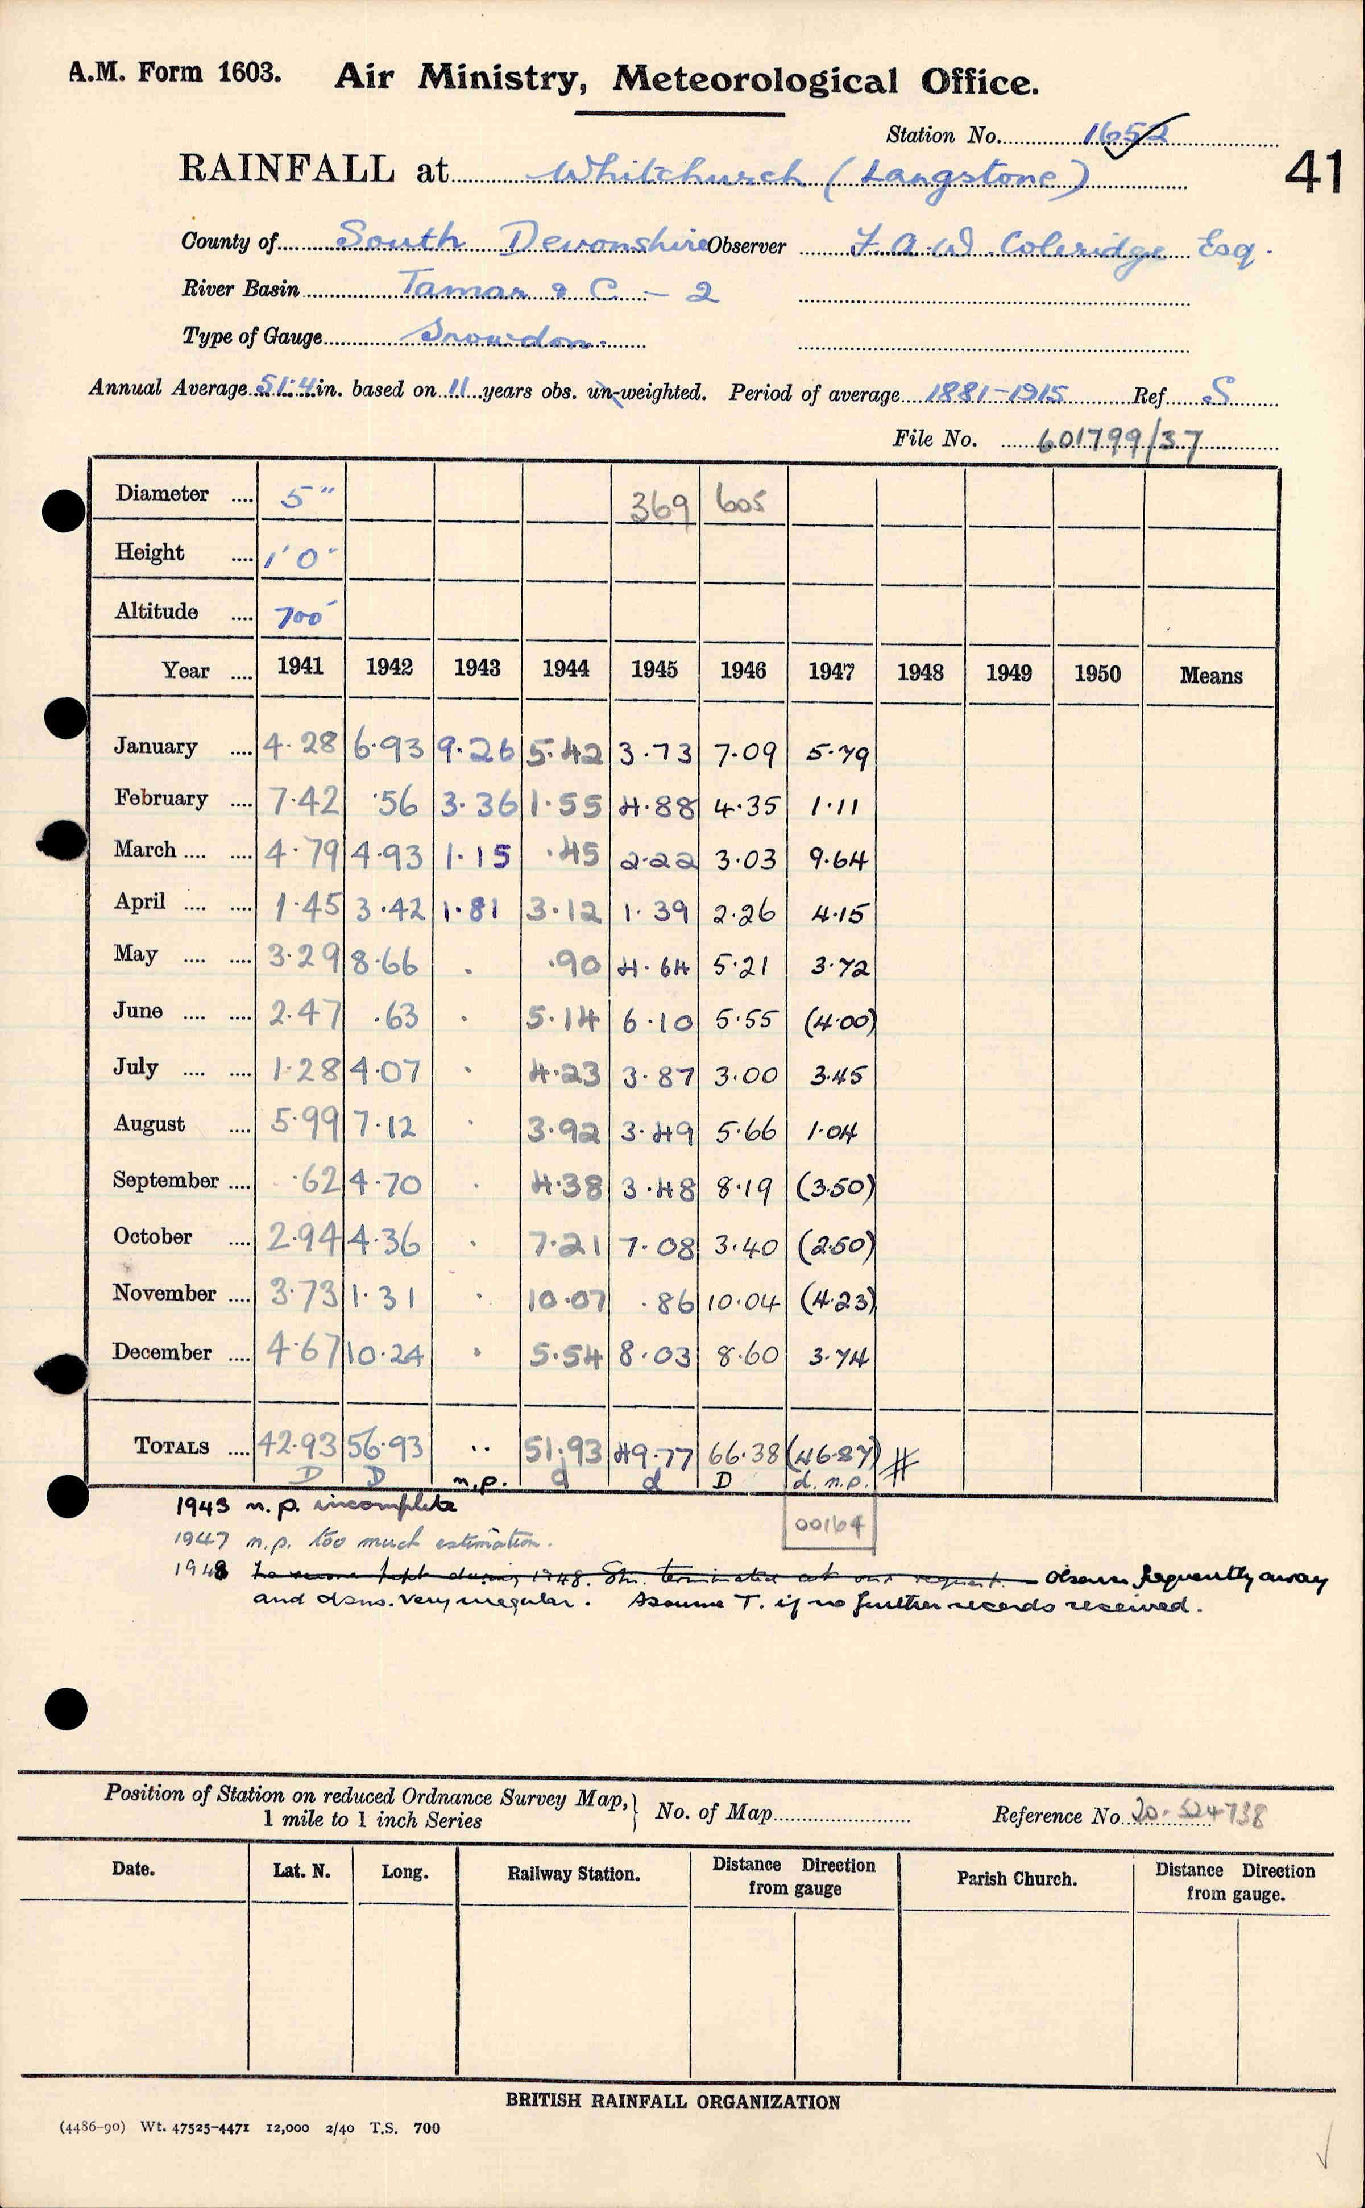 A.M. Form 1603. Air Ministry, Meteorological Office.
Station No. 1652
41
RAINFALL at Whitchurch (Langstone)
County of South Devonshire Observer F. A. W. Coleridge Esq.
River Basin Tamar & C - 2
Type of Gauge Snowdon.
Annual Average 51.4 in. based on 11 years obs. un-weighted. Period of average 1881-1915 Ref S
File No. 601799/37
Diameter .... 5" 369 605
Height .... 1'0"
Altitude .... 700'
Year .... 1941 1942 1943 1944 1945 1946 1947 1948 1949 1950 Means
January .... 4.28 6.93 9.26 5.42 3.73 7.09 5.79
February .... 7.42 .56 3.36 1.55 4.88 4.35 1.11
March .... .... 4.79 4.93 1.15 .45 2.22 3.03 9.64
April .... .... 1.45 3.42 1.81 3.12 1.39 2.26 4.15
May .... .... 3.29 8.66 . .90 4.64 5.21 3.72
June .... .... 2.47 .63 . 5.14 6.10 5.55 (4.00)
July .... .... 1.28 4.07 . 4.23 3.87 3.00 3.45
August .... 5.99 7.12 . 3.92 3.49 5.66 1.04
September .... .62 4.70 . 4.38 3.48 8.19 (3.50)
October .... 2.94 4.36 . 7.21 7.08 3.40 (2.50)
November .... 3.73 1.31 . 10.07 .86 10.04 (4.23)
December .... 4.67 10.24 . 5.54 8.03 8.60 3.74
TOTALS .... 42.93 56.93 .. 51.93 49.77 66.38 (46.87) #
D D n.p. d d D d. n.p.
1943 n.p. incomplete
00164
1947 n.p. too much estimation.
1948 No record kept during 1948. Stn. terminated at our request. Observer frequently away
and obsns. very irregular. Assume T. if no further records received.
Position of Station on reduced Ordnance Survey Map,
1 mile to 1 inch Series } No. of Map Reference No 20-524738
Date. Lat. N. Long. Railway Station. Distance Direction from gauge Parish Church. Distance Direction from gauge.
BRITISH RAINFALL ORGANIZATION
(4486-90) Wt. 47525-4471 12,000 2/40 T.S. 700